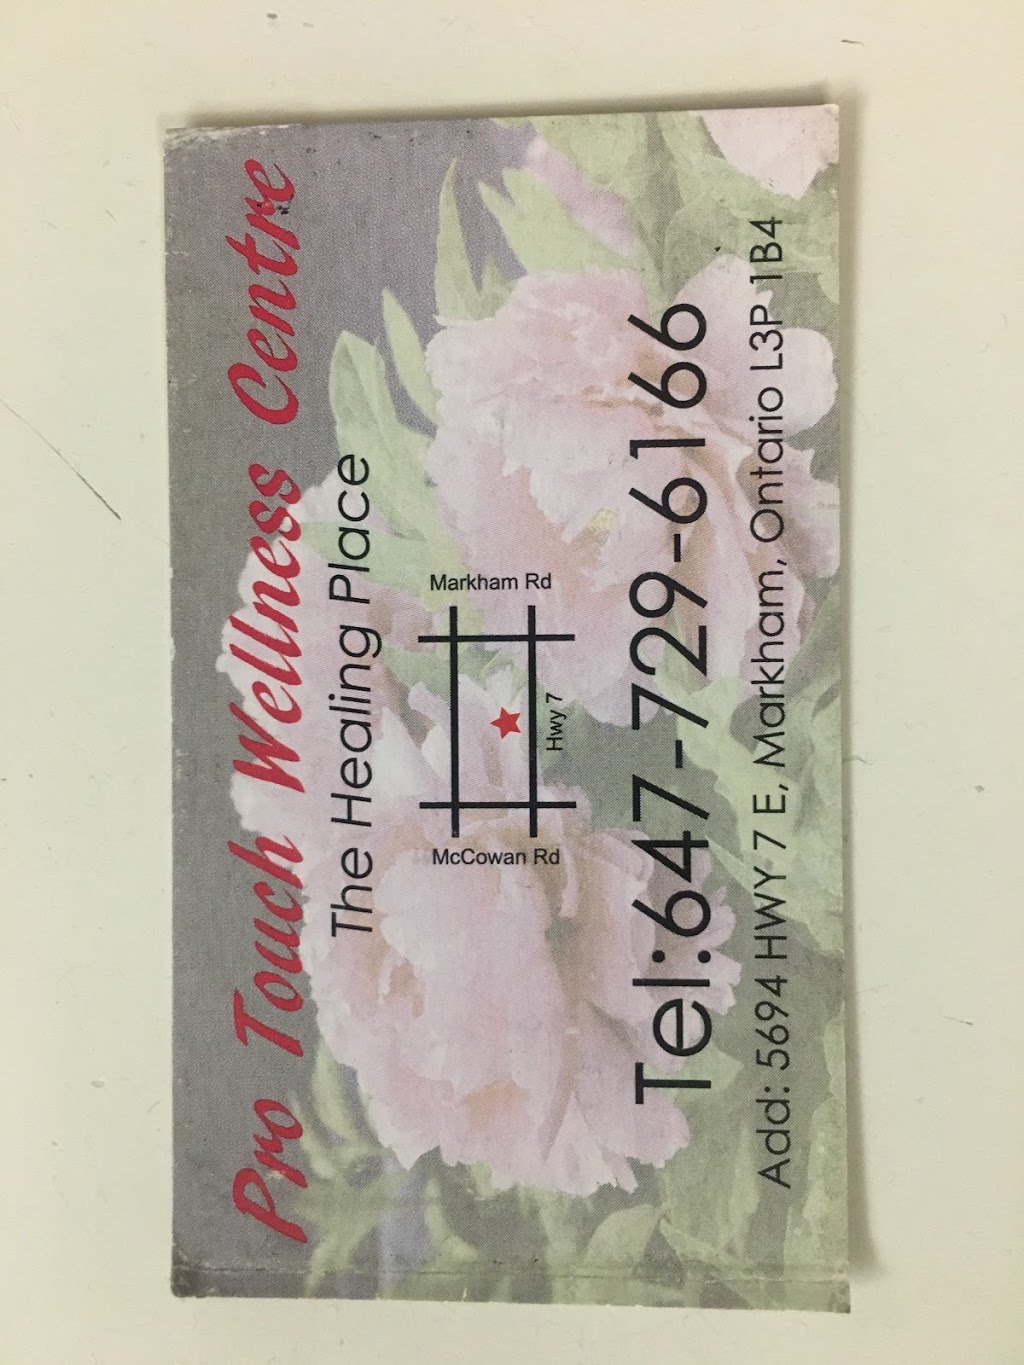 Pro Touch Wellness Centre
The Healing Place
McCowan Rd
Markham Rd
Hwy 7
Tel:647-729-6166
Add: 5694 HWY 7 E, Markham, Ontario L3P 1B4